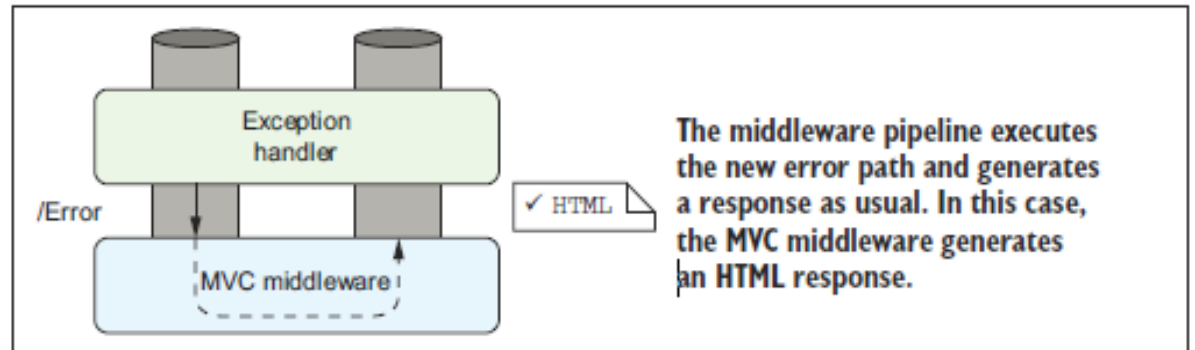 Exception
handler
/Error
✓ HTML
MVC middleware
The middleware pipeline executes
the new error path and generates
a response as usual. In this case,
the MVC middleware generates
an HTML response.